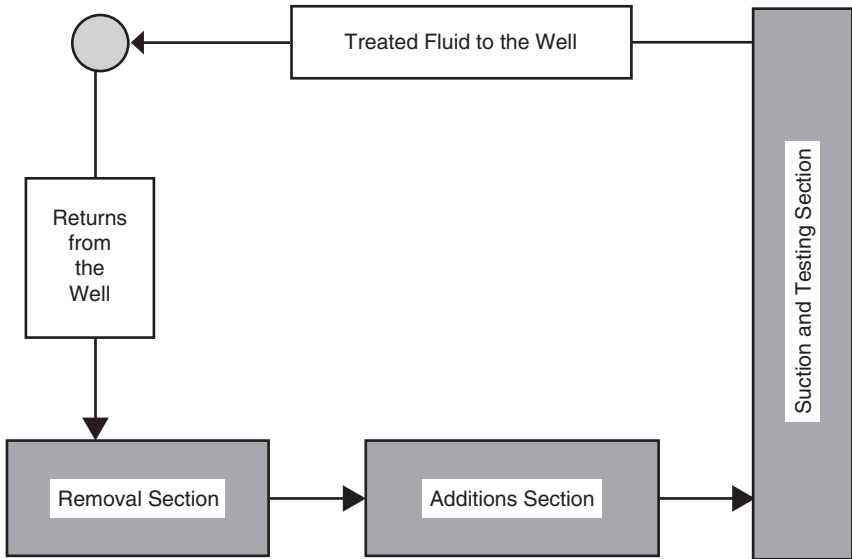 Treated Fluid to the Well
Returns
from
the
Well
Suction and Testing Section
Removal Section
Additions Section